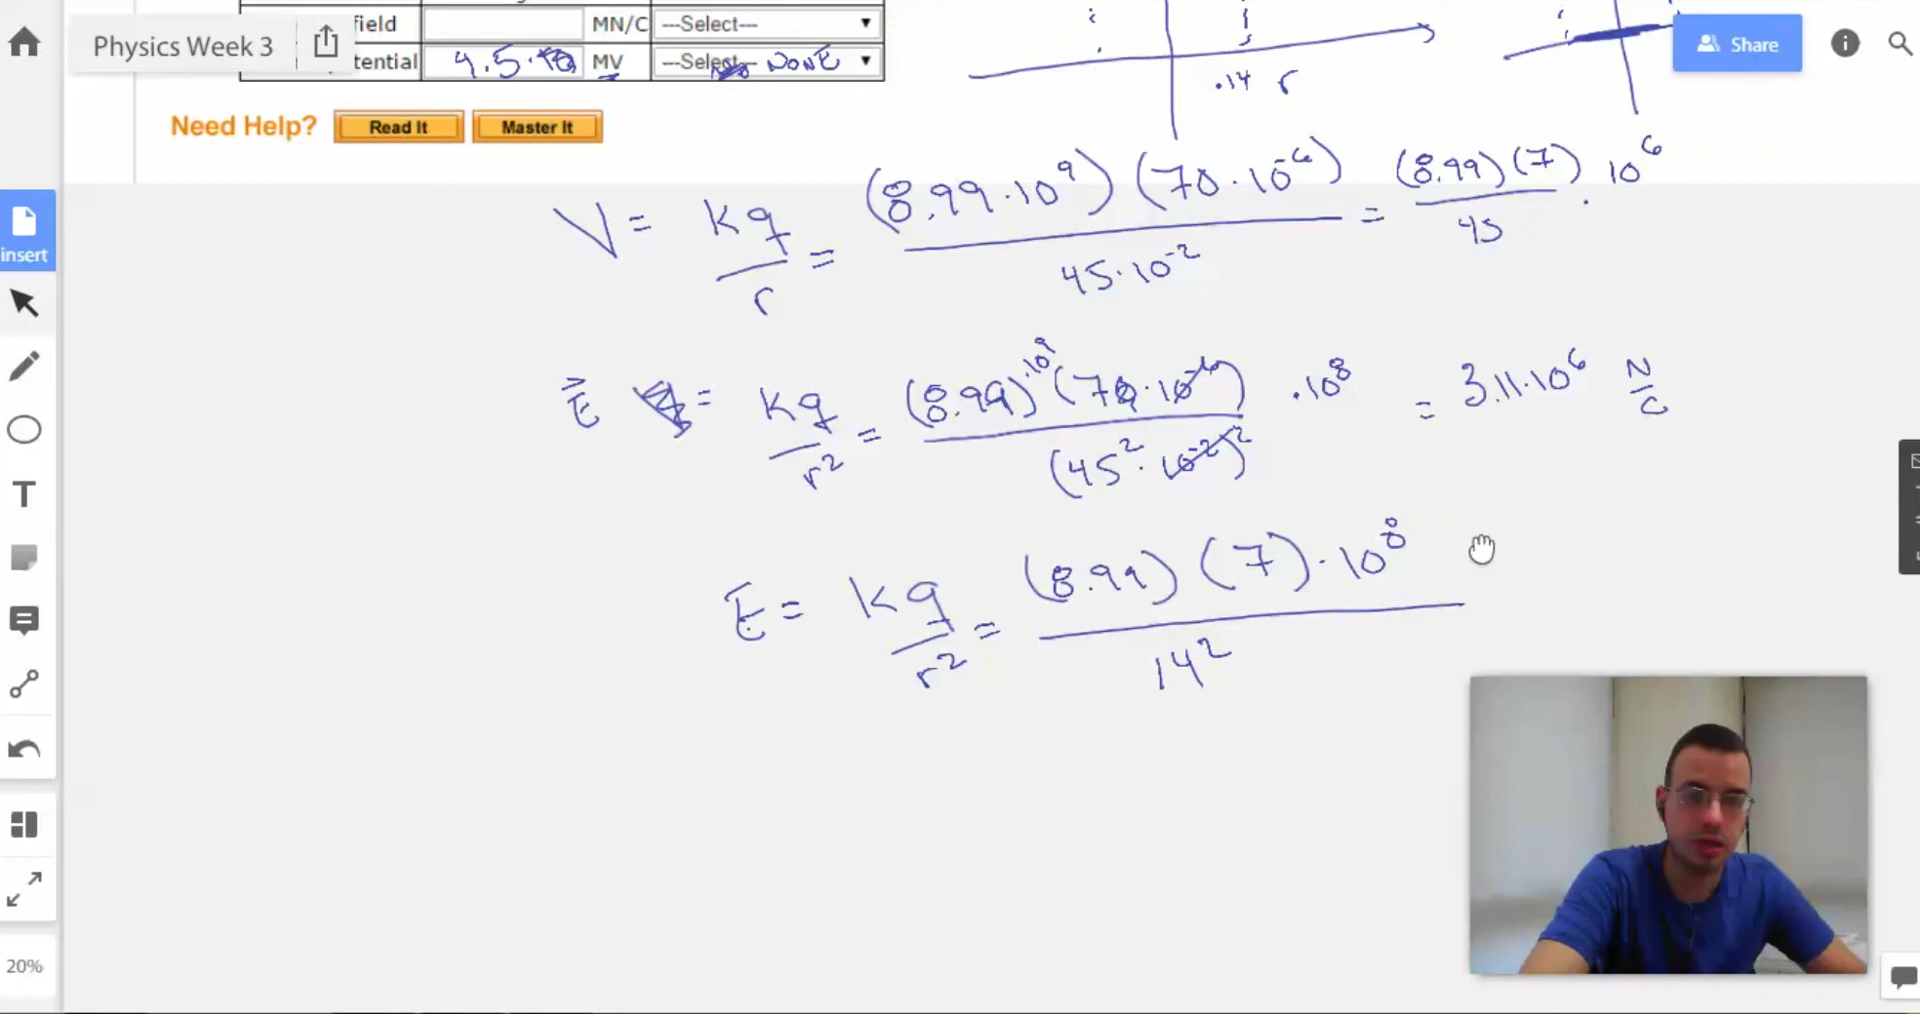 field MN/C ---Select---
Physics Week 3
tential 4.5 MV ---Select--- NONE
Share
.14 r
Need Help? Read It Master It
V = kq/r = (8.99·10⁹)(70·10⁻⁶)/45·10⁻² = (8.99)(7)/45 · 10⁶
insert
E = kq/r² = (8.99)·10⁹(70·10⁻⁶)/(45²·10⁻²)² ·10⁸ = 3.11·10⁶ N/C
E = kq/r² = (8.99)(7)·10⁸/14²
T
20%